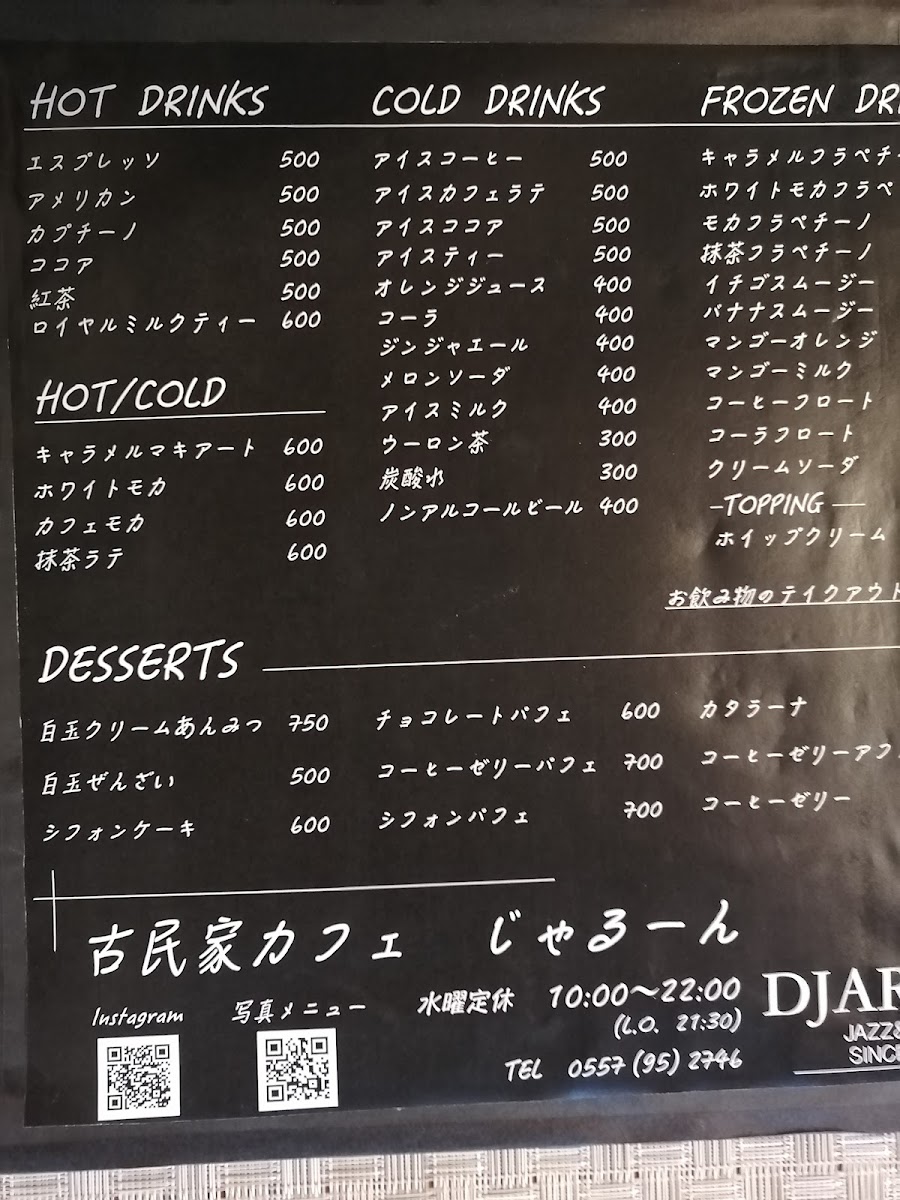 HOT DRINKS
エスプレッソ 500
アメリカン 500
カプチーノ 500
ココア 500
紅茶 500
ロイヤルミルクティー 600
HOT/COLD
キャラメルマキアート 600
ホワイトモカ 600
カフェモカ 600
抹茶ラテ 600
COLD DRINKS
アイスコーヒー 500
アイスカフェラテ 500
アイスココア 500
アイスティー 500
オレンジジュース 400
コーラ 400
ジンジャエール 400
メロンソーダ 400
アイスミルク 400
ウーロン茶 300
炭酸水 300
ノンアルコールビール 400
FROZEN DR
キャラメルフラペチー
ホワイトモカフラペ
モカフラペチーノ
抹茶フラペチーノ
イチゴスムージー
バナナスムージー
マンゴーオレンジ
マンゴーミルク
コーヒーフロート
コーラフロート
クリームソーダ
-TOPPING —
ホイップクリーム
お飲み物のテイクアウト
DESSERTS
白玉クリームあんみつ 750
白玉ぜんざい 500
シフォンケーキ 600
チョコレートパフェ 600
コーヒーゼリーパフェ 700
シフォンパフェ 700
カタラーナ
コーヒーゼリーアフ
コーヒーゼリー
古民家カフェ じゃるーん
Instagram
写真メニュー
水曜定休 10:00〜22:00
(L.O. 21:30)
TEL 0557 (95) 2746
DJAR
JAZZ&
SINCE